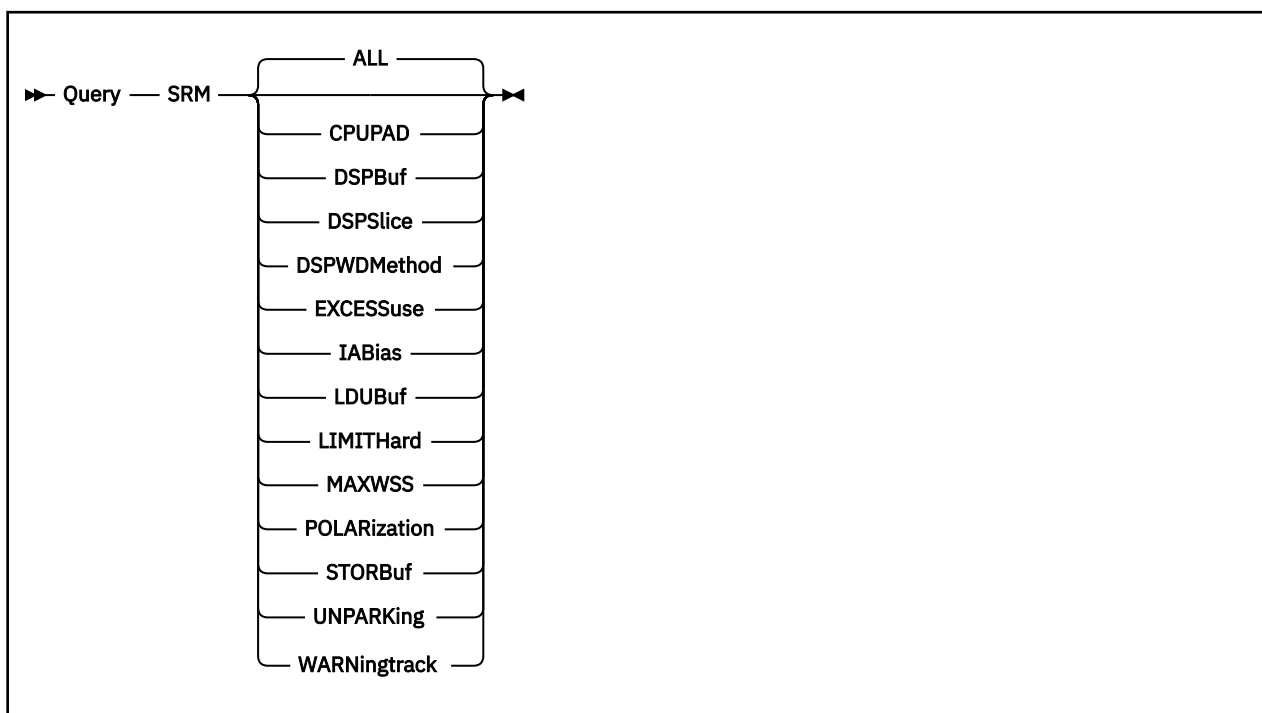 ALL
Query SRM
CPUPAD
DSPBuf
DSPSlice
DSPWDMethod
EXCESSuse
IABias
LDUBuf
LIMITHard
MAXWSS
POLARization
STORBuf
UNPARKing
WARNingtrack